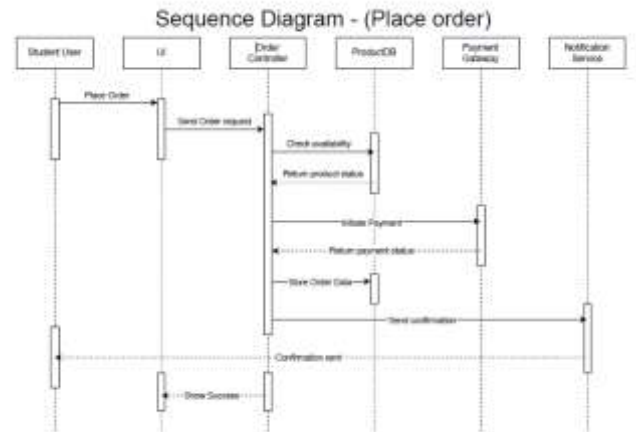 Sequence Diagram - (Place order)
Student User
UI
Order
Controller
ProductDB
Payment
Gateway
Notification
Service
Place Order
Send Order request
Check availability
Return product status
Initiate Payment
Return payment status
Store Order Data
Send confirmation
Confirmation sent
Show Success